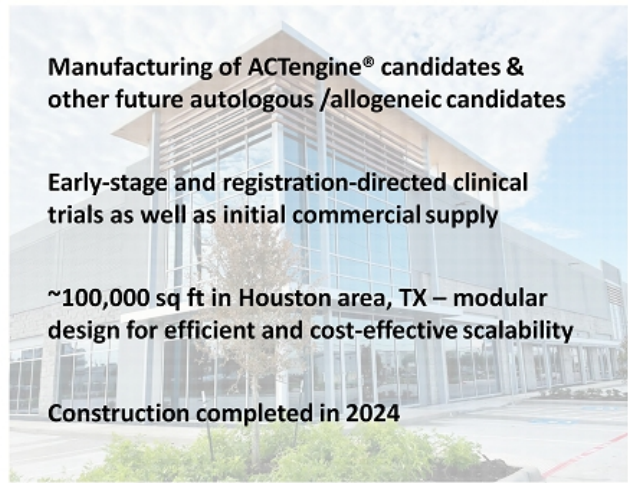 Manufacturing of ACTengine® candidates &
other future autologous /allogeneic candidates
Early-stage and registration-directed clinical
trials as well as initial commercial supply
~100,000 sq ft in Houston area, TX – modular
design for efficient and cost-effective scalability
Construction completed in 2024